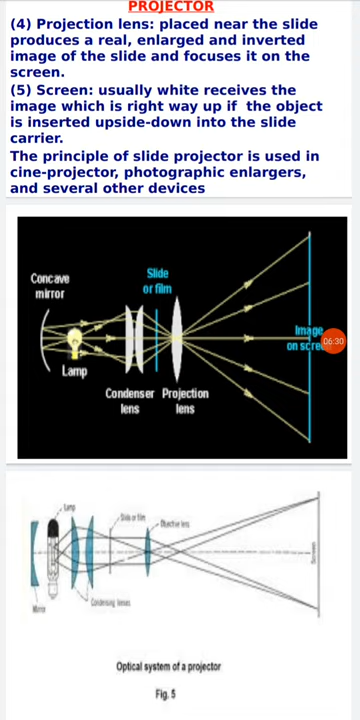 PROJECTOR
(4) Projection lens: placed near the slide
produces a real, enlarged and inverted
image of the slide and focuses it on the
screen.
(5) Screen: usually white receives the
image which is right way up if the object
is inserted upside-down into the slide
carrier.
The principle of slide projector is used in
cine-projector, photographic enlargers,
and several other devices
Concave
mirror
Slide
or film
Lamp
Condenser
lens
Projection
lens
Image
on scre
06:30
Lamp
Slide or film
Objective lens
Screen
Mirror
Condensing lenses
Optical system of a projector
Fig. 5